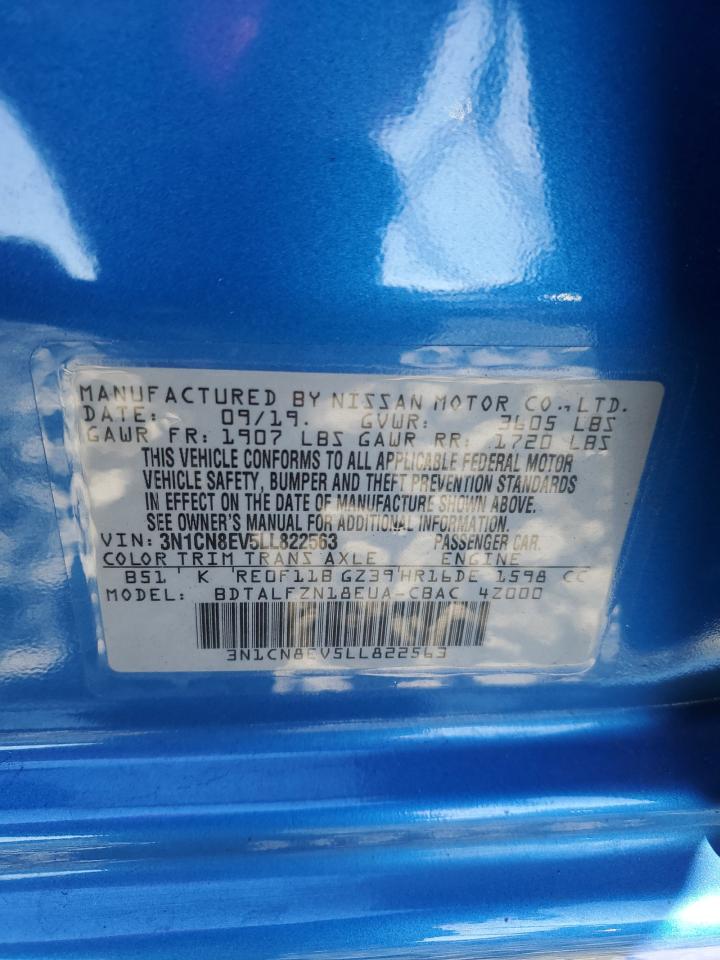 MANUFACTURED BY NISSAN MOTOR CO., LTD.
DATE: 09/19. GVWR: 3605 LBS
GAWR FR: 1907 LBS GAWR RR: 1720 LBS
THIS VEHICLE CONFORMS TO ALL APPLICABLE FEDERAL MOTOR
VEHICLE SAFETY, BUMPER AND THEFT PREVENTION STANDARDS
IN EFFECT ON THE DATE OF MANUFACTURE SHOWN ABOVE.
SEE OWNER'S MANUAL FOR ADDITIONAL INFORMATION
VIN: 3N1CN8EV5LL822563 PASSENGER CAR.
COLOR TRIM TRANS AXLE ENGINE
B51 K RE0F11B GZ39 HR16DE 1598 CC
MODEL: BDTALFZN18EUA-CBAC 4Z000
3N1CN8EV5LL822563